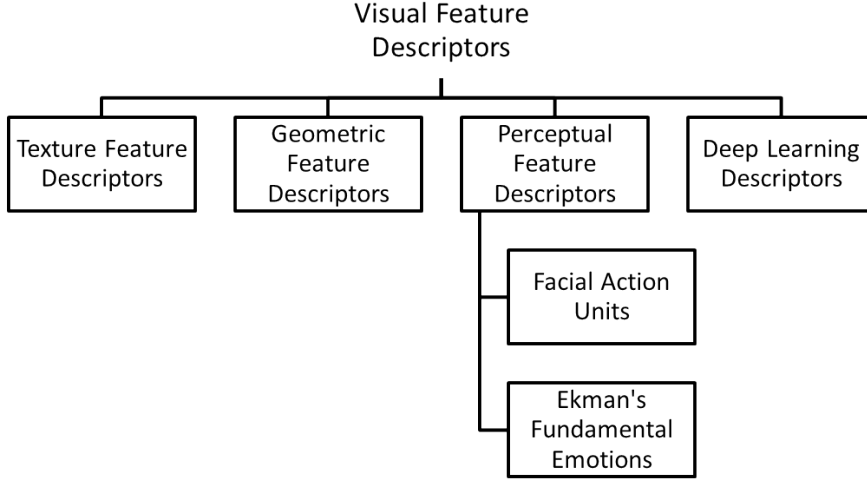 Visual Feature
Descriptors
Texture Feature
Descriptors
Geometric
Feature
Descriptors
Perceptual
Feature
Descriptors
Deep Learning
Descriptors
Facial Action
Units
Ekman's
Fundamental
Emotions